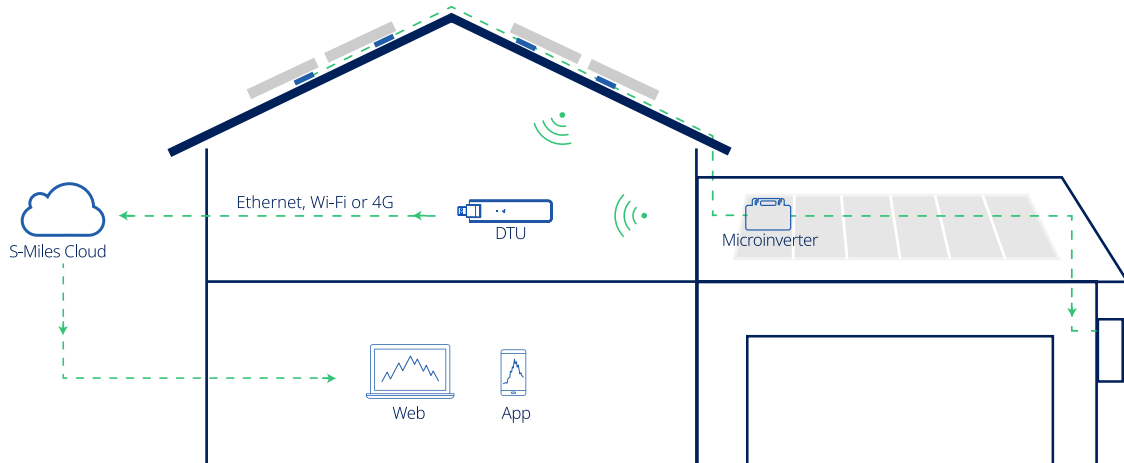 Ethernet, Wi-Fi or 4G
DTU
Microinverter
S-Miles Cloud
Web
App